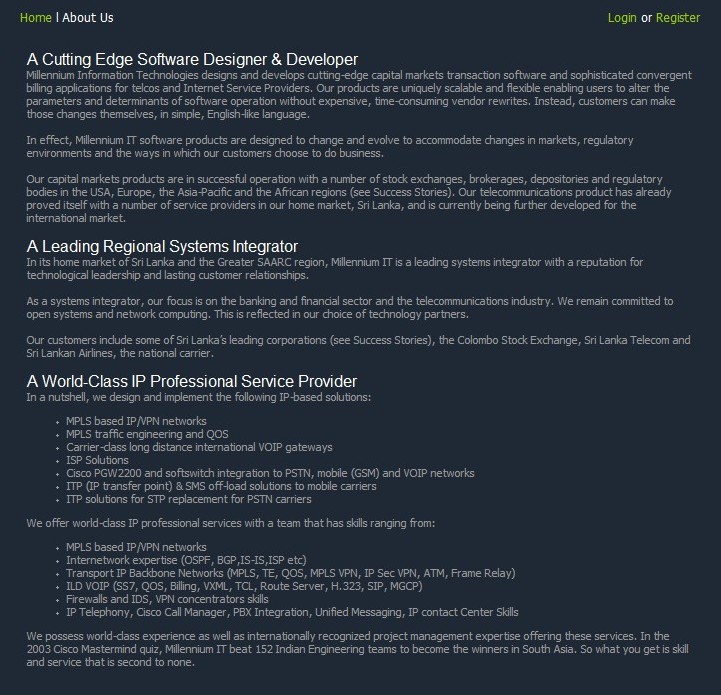 Home | About Us
Login or Register
A Cutting Edge Software Designer & Developer
Millennium Information Technologies designs and develops cutting-edge capital markets transaction software and sophisticated convergent
billing applications for telcos and Internet Service Providers. Our products are uniquely scalable and flexible enabling users to alter the
parameters and determinants of software operation without expensive, time-consuming vendor rewrites. Instead, customers can make
those changes themselves, in simple, English-like language.
In effect, Millennium IT software products are designed to change and evolve to accommodate changes in markets, regulatory
environments and the ways in which our customers choose to do business.
Our capital markets products are in successful operation with a number of stock exchanges, brokerages, depositories and regulatory
bodies in the USA, Europe, the Asia-Pacific and the African regions (see Success Stories). Our telecommunications product has already
proved itself with a number of service providers in our home market, Sri Lanka, and is currently being further developed for the
international market.
A Leading Regional Systems Integrator
In its home market of Sri Lanka and the Greater SAARC region, Millennium IT is a leading systems integrator with a reputation for
technological leadership and lasting customer relationships.
As a systems integrator, our focus is on the banking and financial sector and the telecommunications industry. We remain committed to
open systems and network computing. This is reflected in our choice of technology partners.
Our customers include some of Sri Lanka's leading corporations (see Success Stories), the Colombo Stock Exchange, Sri Lanka Telecom and
Sri Lankan Airlines, the national carrier.
A World-Class IP Professional Service Provider
In a nutshell, we design and implement the following IP-based solutions:
MPLS based IP/VPN networks
MPLS traffic engineering and QOS
Carrier-class long distance international VOIP gateways
ISP Solutions
Cisco PGW2200 and softswitch integration to PSTN, mobile (GSM) and VOIP networks
ITP (IP transfer point) & SMS off-load solutions to mobile carriers
ITP solutions for STP replacement for PSTN carriers
We offer world-class IP professional services with a team that has skills ranging from:
MPLS based IP/VPN networks
Internetwork expertise (OSPF, BGP,IS-IS,ISP etc)
Transport IP Backbone Networks (MPLS, TE, QOS, MPLS VPN, IP Sec VPN, ATM, Frame Relay)
ILD VOIP (SS7, QOS, Billing, VXML, TCL, Route Server, H.323, SIP, MGCP)
Firewalls and IDS, VPN concentrators skills
IP Telephony, Cisco Call Manager, PBX Integration, Unified Messaging, IP contact Center Skills
We possess world-class experience as well as internationally recognized project management expertise offering these services. In the
2003 Cisco Mastermind quiz, Millennium IT beat 152 Indian Engineering teams to become the winners in South Asia. So what you get is skill
and service that is second to none.